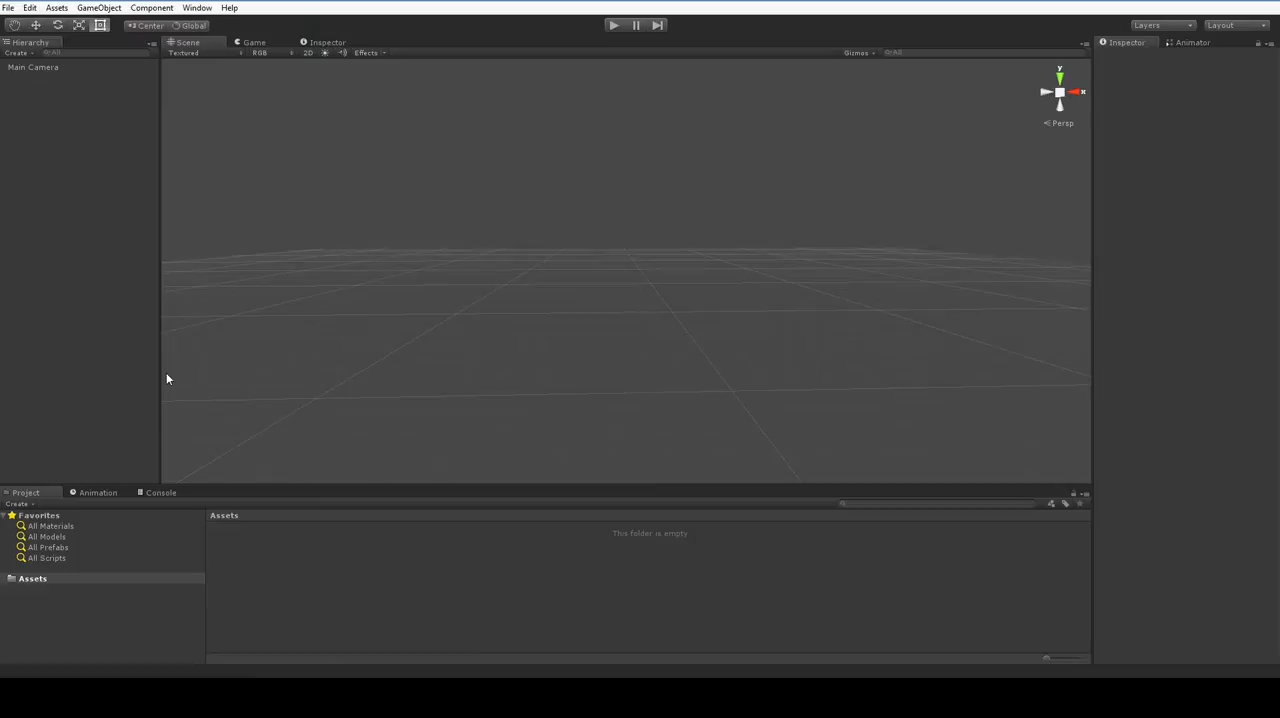 File Edit Assets GameObject Component Window Help
Center Global Layers Layout
Hierarchy Scene Game Inspector Inspector Animator
Create All Textured RGB 2D Effects Gizmos All
Main Camera
y
x
Persp
Project Animation Console
Create
Favorites Assets
All Materials
All Models This folder is empty
All Prefabs
All Scripts
Assets